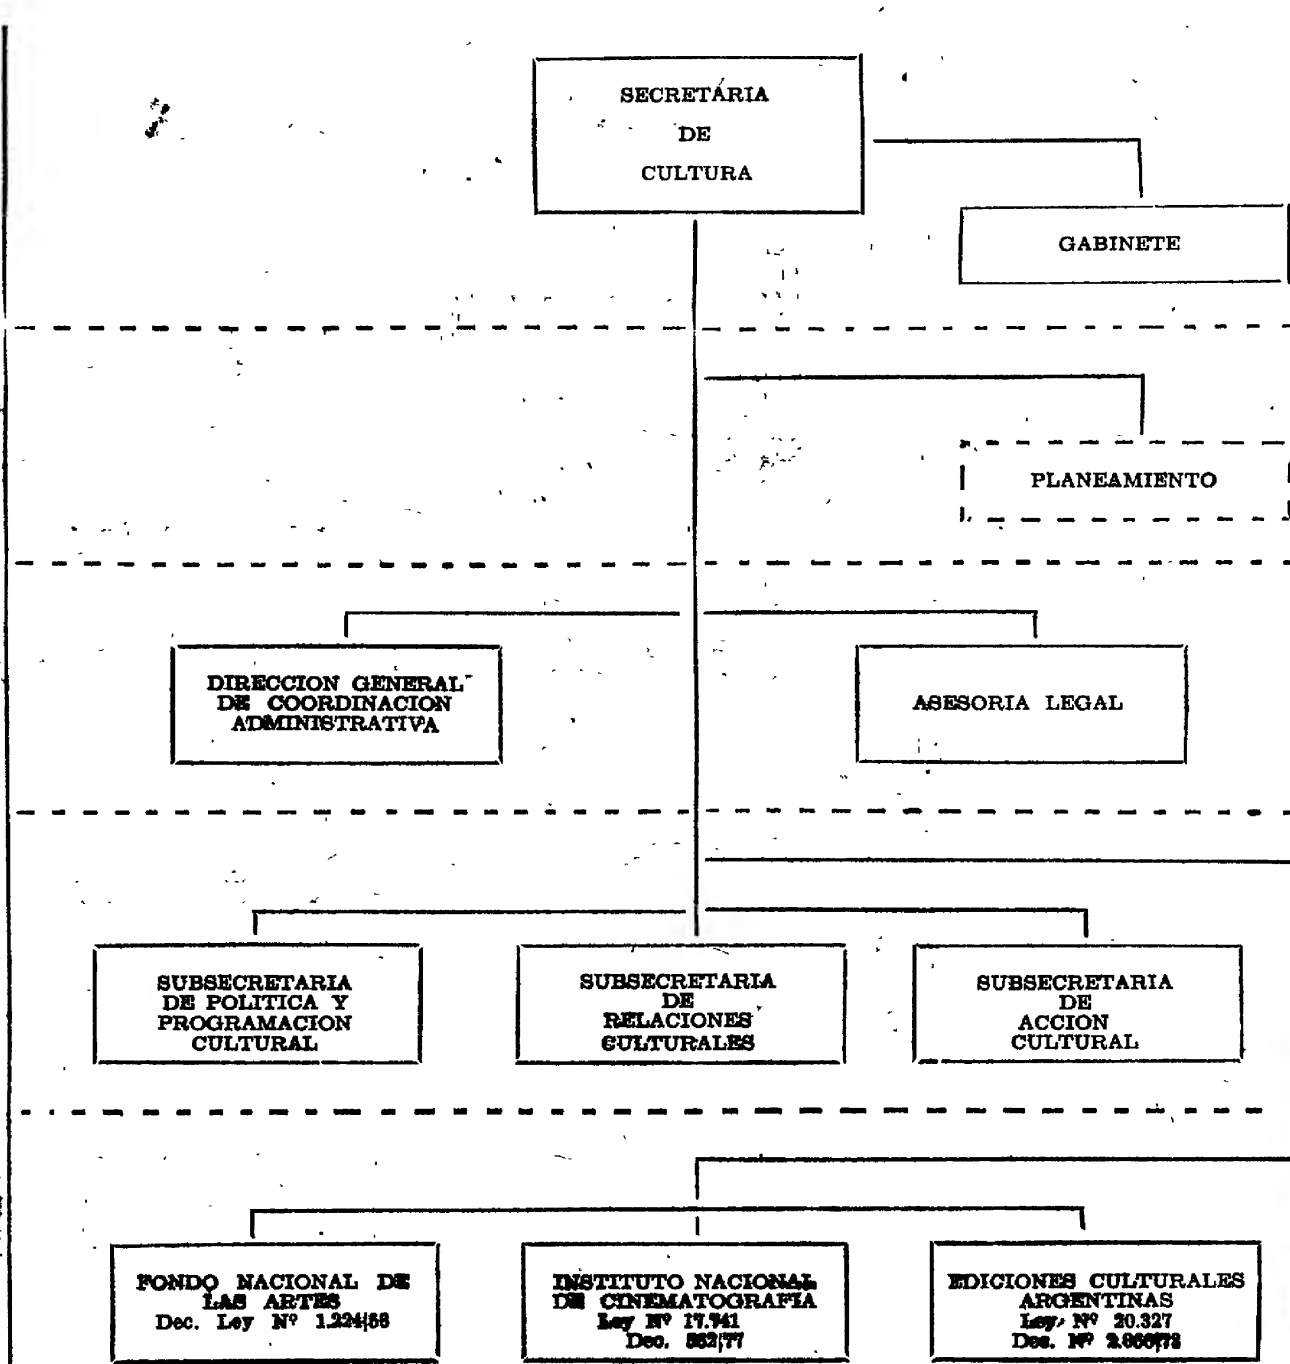 SECRETARIA
DE
CULTURA
GABINETE
PLANEAMIENTO
DIRECCION GENERAL
DE COORDINACION
ADMINISTRATIVA
ASESORIA LEGAL
SUBSECRETARIA
DE POLITICA Y
PROGRAMACION
CULTURAL
SUBSECRETARIA
DE
RELACIONES
CULTURALES
SUBSECRETARIA
DE
ACCION
CULTURAL
FONDO NACIONAL DE
LAS ARTES
Dec. Ley Nº 1.224|58
INSTITUTO NACIONAL
DE CINEMATOGRAFIA
Ley Nº 17.741
Dec. |77
EDICIONES CULTURALES
ARGENTINAS
Ley Nº 20.327
Dec. Nº